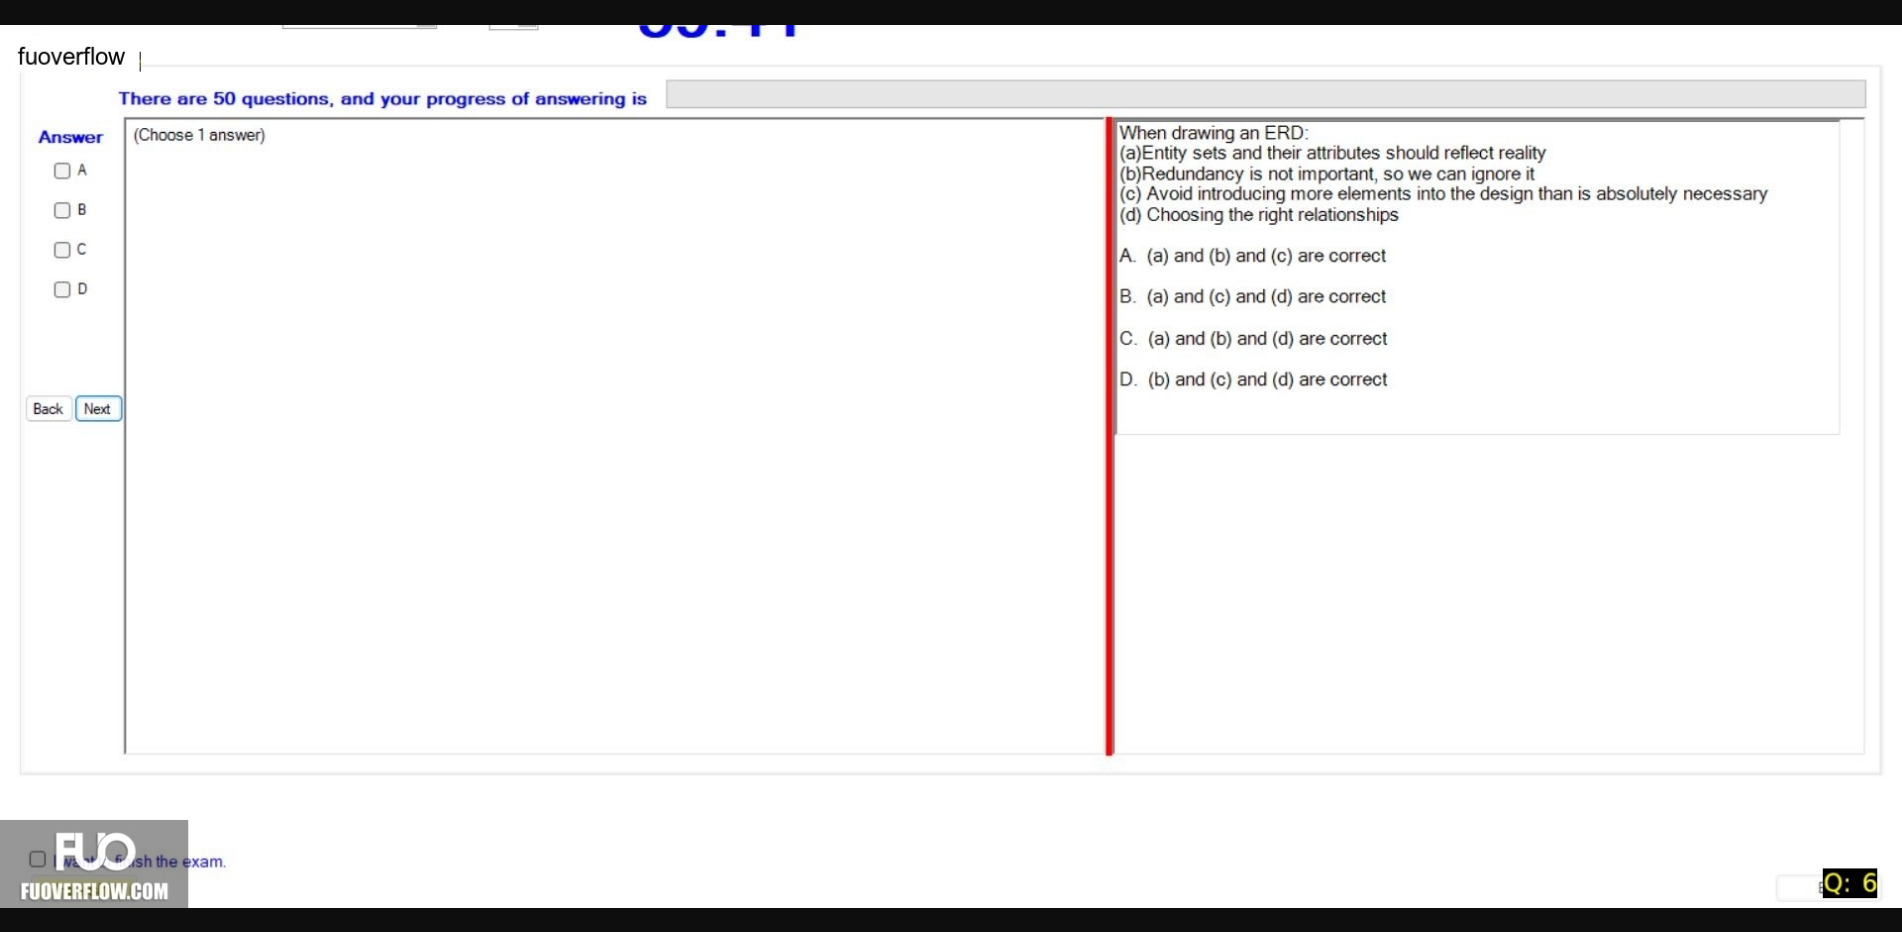 fuoverflow
There are 50 questions, and your progress of answering is
Answer
(Choose 1 answer)
A
B
C
D
Back
Next
When drawing an ERD:
(a)Entity sets and their attributes should reflect reality
(b)Redundancy is not important, so we can ignore it
(c) Avoid introducing more elements into the design than is absolutely necessary
(d) Choosing the right relationships
A. (a) and (b) and (c) are correct
B. (a) and (c) and (d) are correct
C. (a) and (b) and (d) are correct
D. (b) and (c) and (d) are correct
FUO
the exam.
FUOVERFLOW.COM
Q: 6